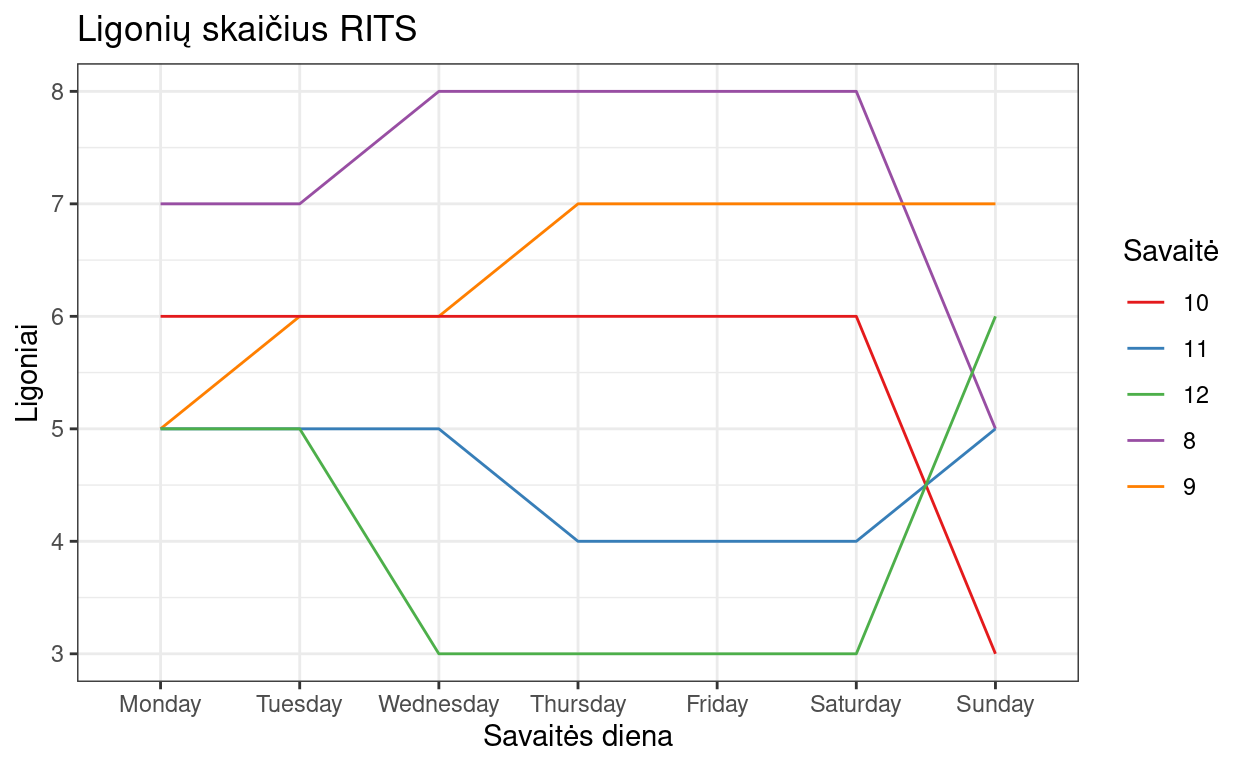 Ligonių skaičius RITS
8
7
6
5
4
3
Ligoniai
Monday Tuesday Wednesday Thursday Friday Saturday Sunday
Savaitės diena
Savaitė
10
11
12
8
9